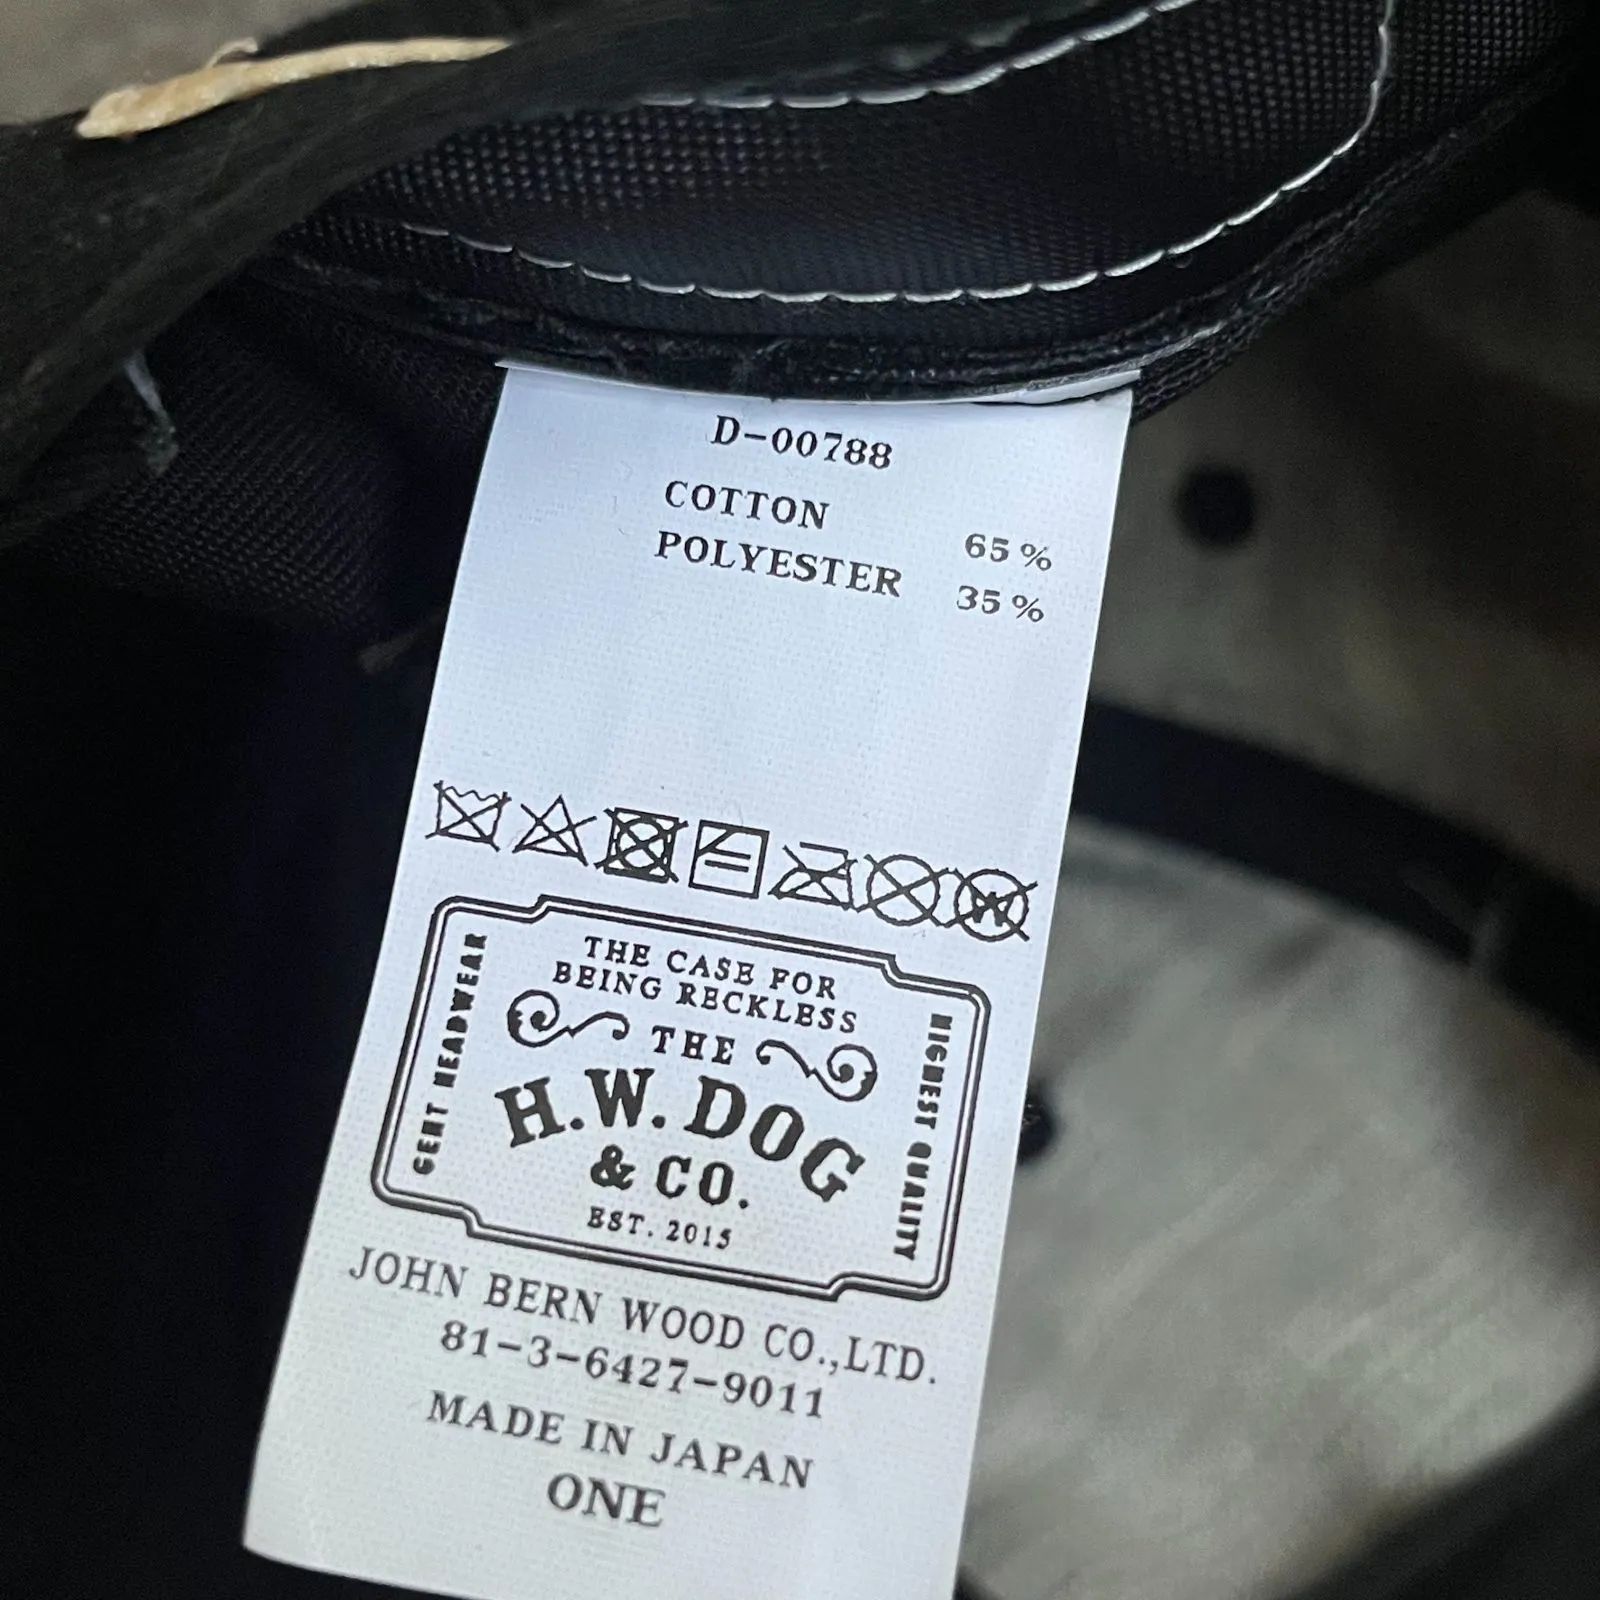 D-00788
COTTON 65%
POLYESTER 35%
W
THE CASE FOR
BEING RECKLESS
THE
H.W.DOG
& CO.
EST. 2015
GENT HEADWEAR
HIGHEST QUALITY
JOHN BERN WOOD CO.,LTD.
81-3-6427-9011
MADE IN JAPAN
ONE